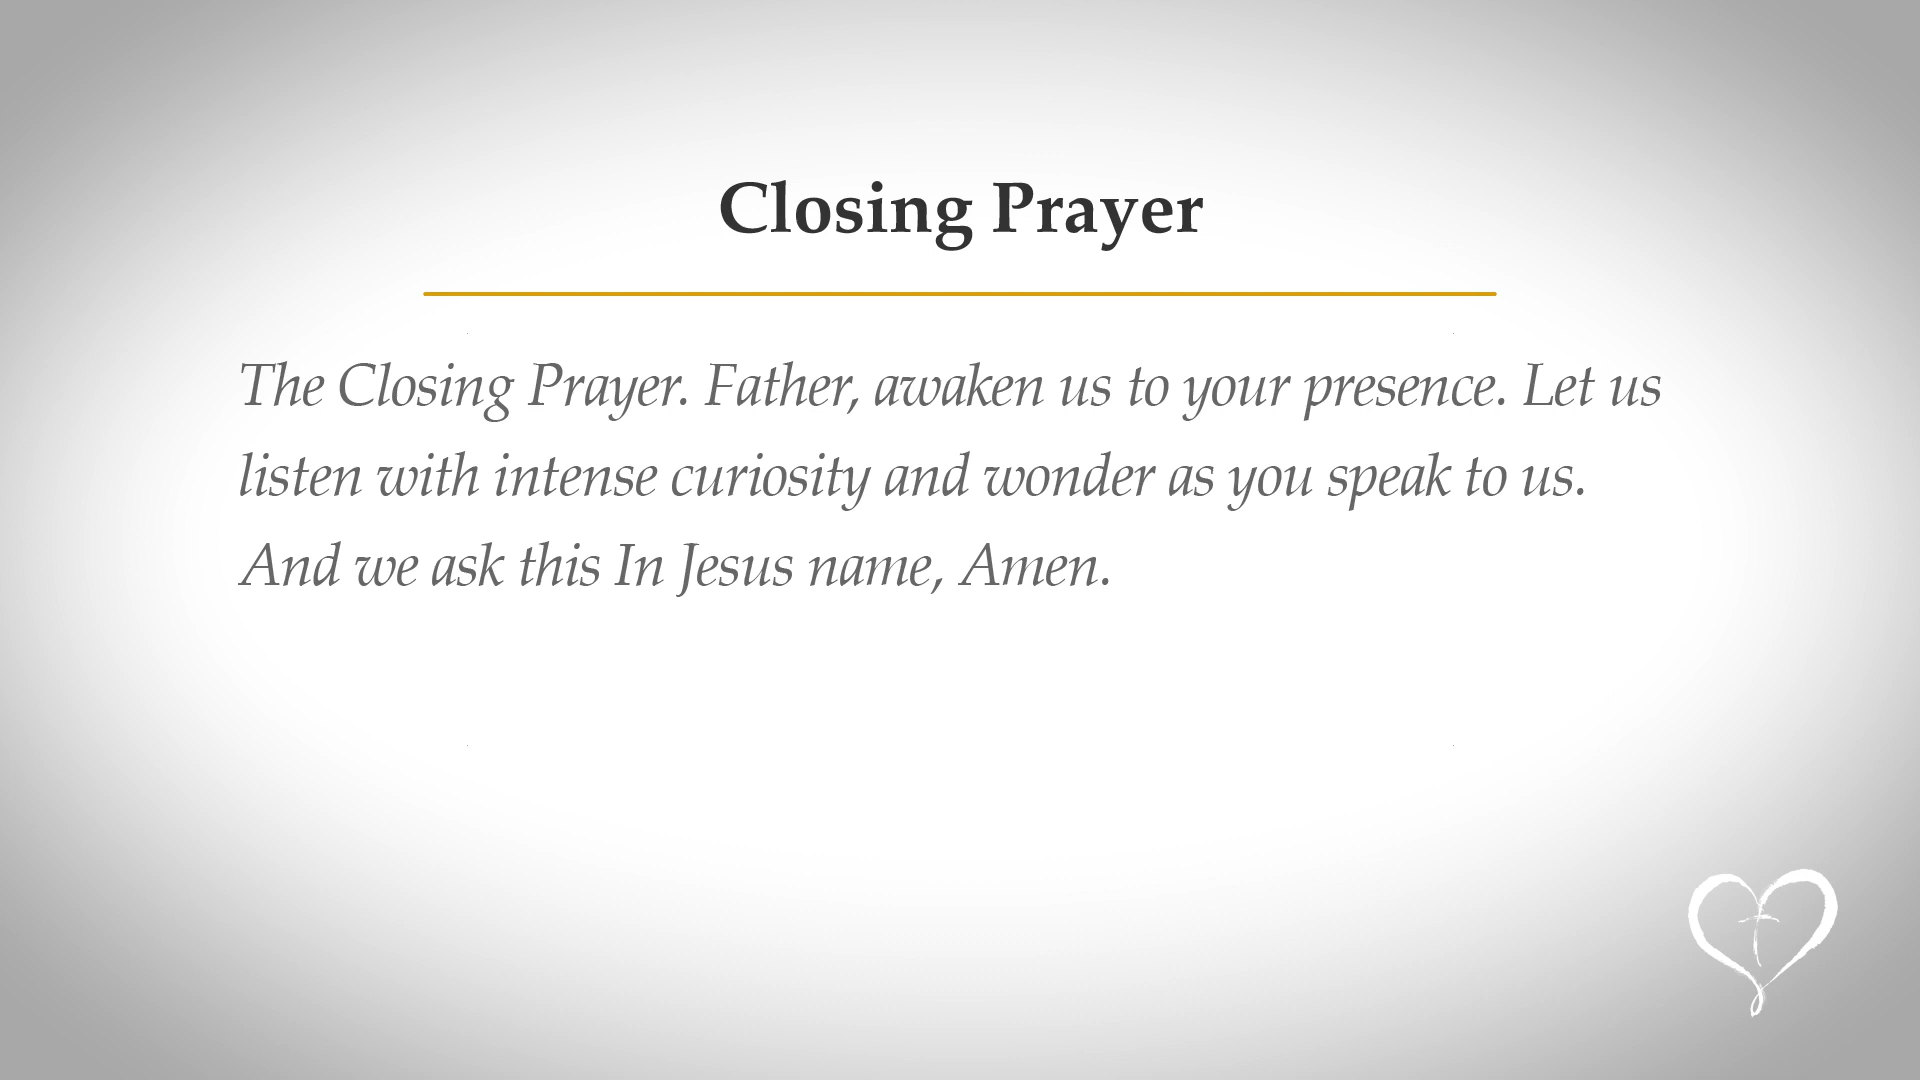 Closing Prayer
The Closing Prayer. Father, awaken us to your presence. Let us
listen with intense curiosity and wonder as you speak to us.
And we ask this In Jesus name, Amen.